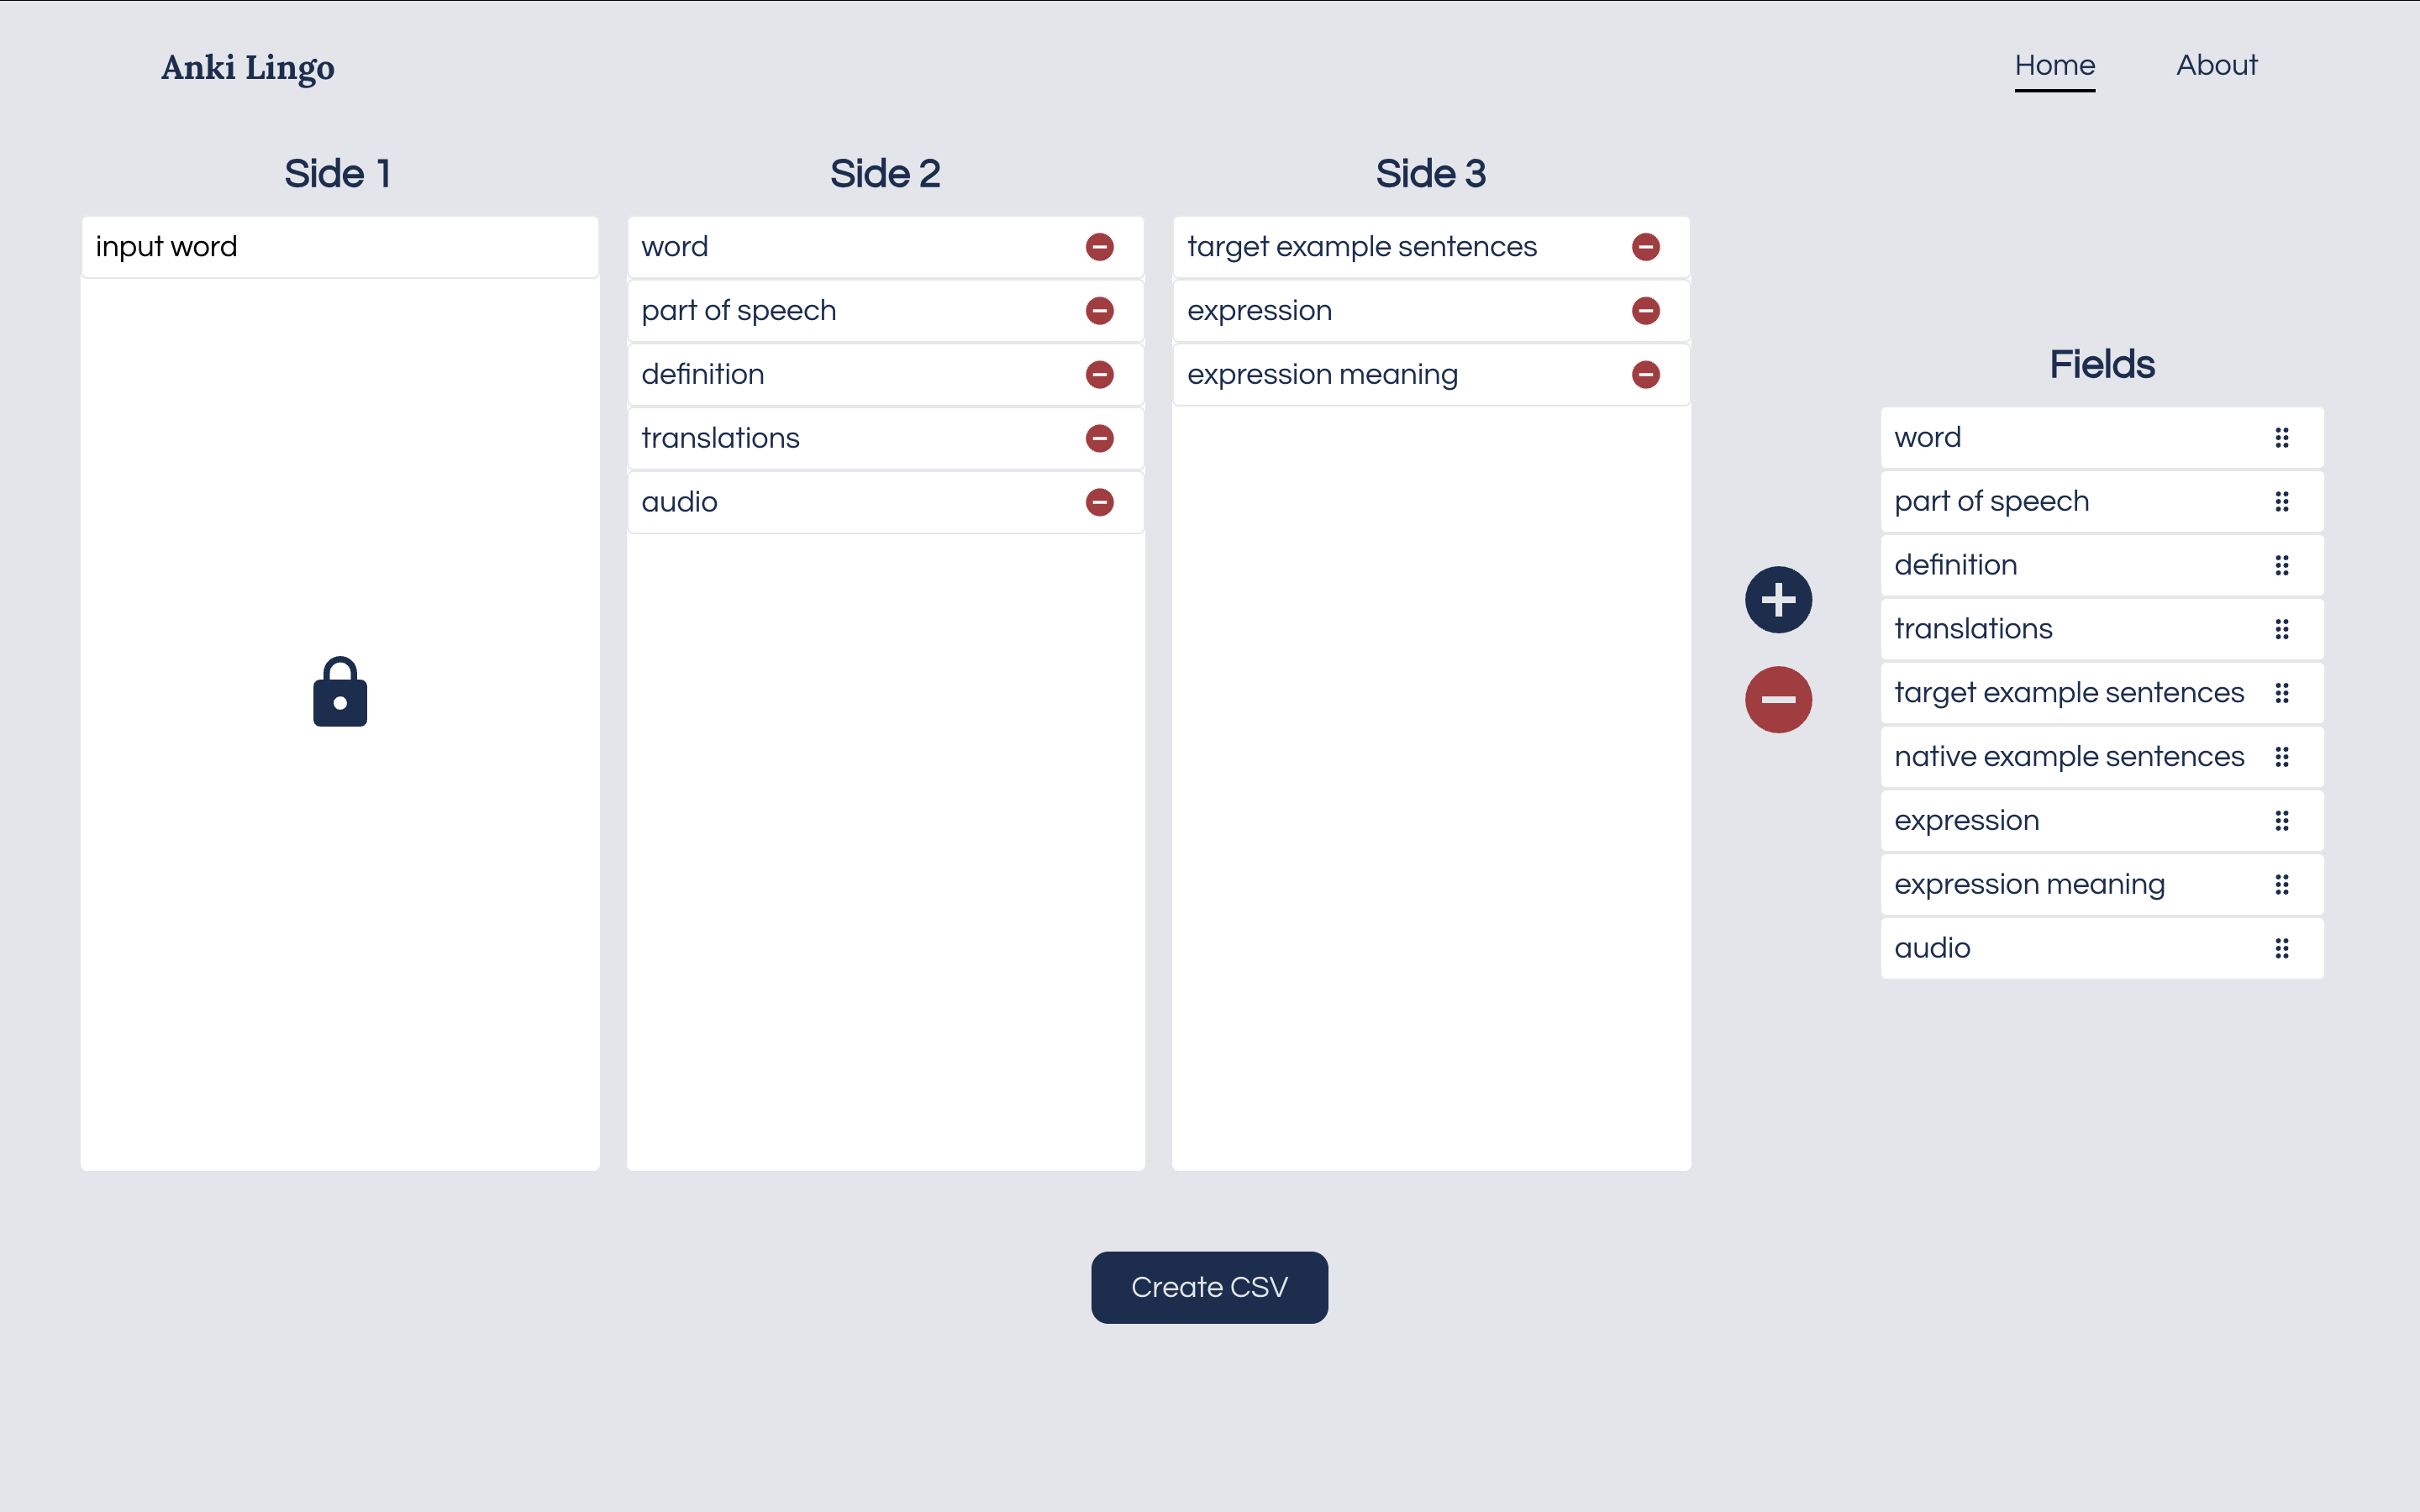 Anki Lingo
Home
About
Side 1
input word
Side 2
word
part of speech
definition
translations
audio
Side 3
target example sentences
expression
expression meaning
Fields
word
part of speech
definition
translations
target example sentences
native example sentences
expression
expression meaning
audio
Create CSV